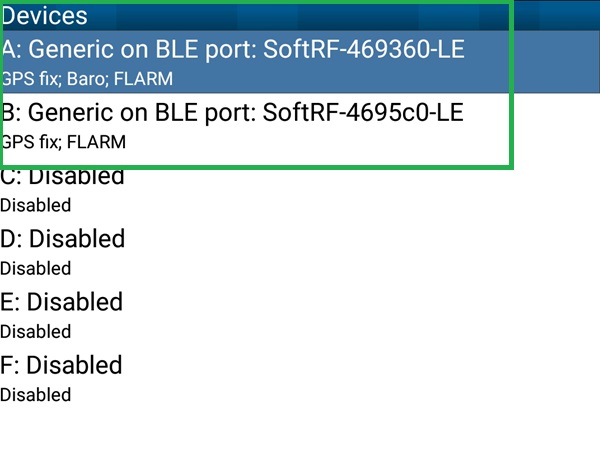 Devices
A: Generic on BLE port: SoftRF-469360-LE
GPS fix; Baro; FLARM
B: Generic on BLE port: SoftRF-4695c0-LE
GPS fix; FLARM
C: Disabled
Disabled
D: Disabled
Disabled
E: Disabled
Disabled
F: Disabled
Disabled